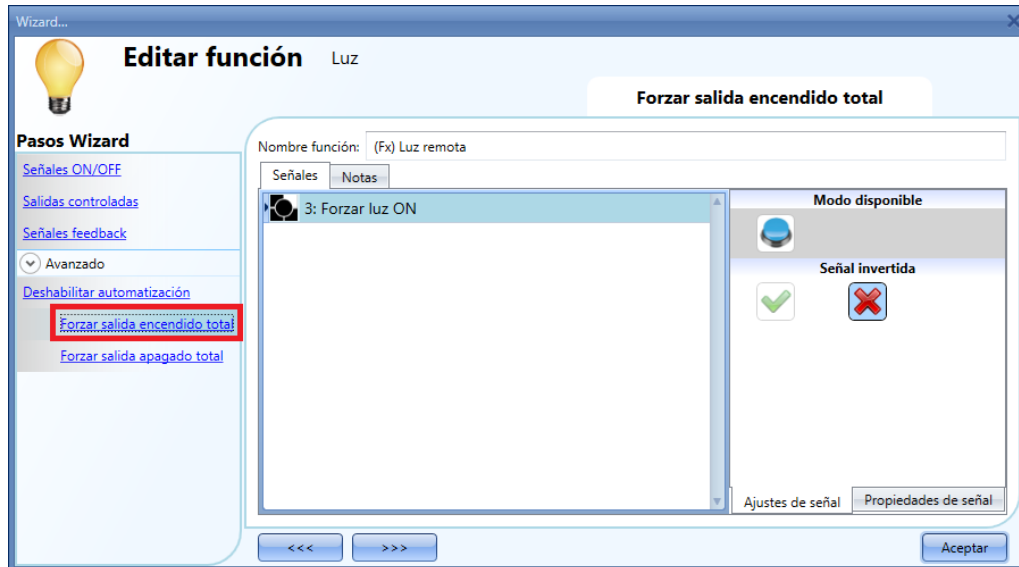 Wizard...
Editar función Luz
Forzar salida encendido total
Pasos Wizard
Señales ON/OFF
Salidas controladas
Señales feedback
Avanzado
Deshabilitar automatización
Forzar salida encendido total
Forzar salida apagado total
Nombre función: (Fx) Luz remota
Señales Notas
3: Forzar luz ON
Modo disponible
Señal invertida
Ajustes de señal Propiedades de señal
<<< >>> Aceptar